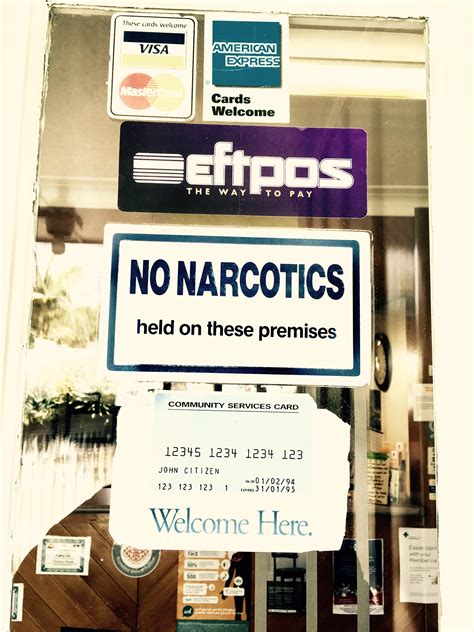 These cards welcome
VISA
MasterCard
AMERICAN
EXPRESS
Cards
Welcome
eftpos
THE WAY TO PAY
NO NARCOTICS
held on these premises
COMMUNITY SERVICES CARD
12345 1234 1234 123
JOHN CITIZEN
VALID 01/02/94
123 123 123 1
EXPIRES 31/01/95
Welcome Here.